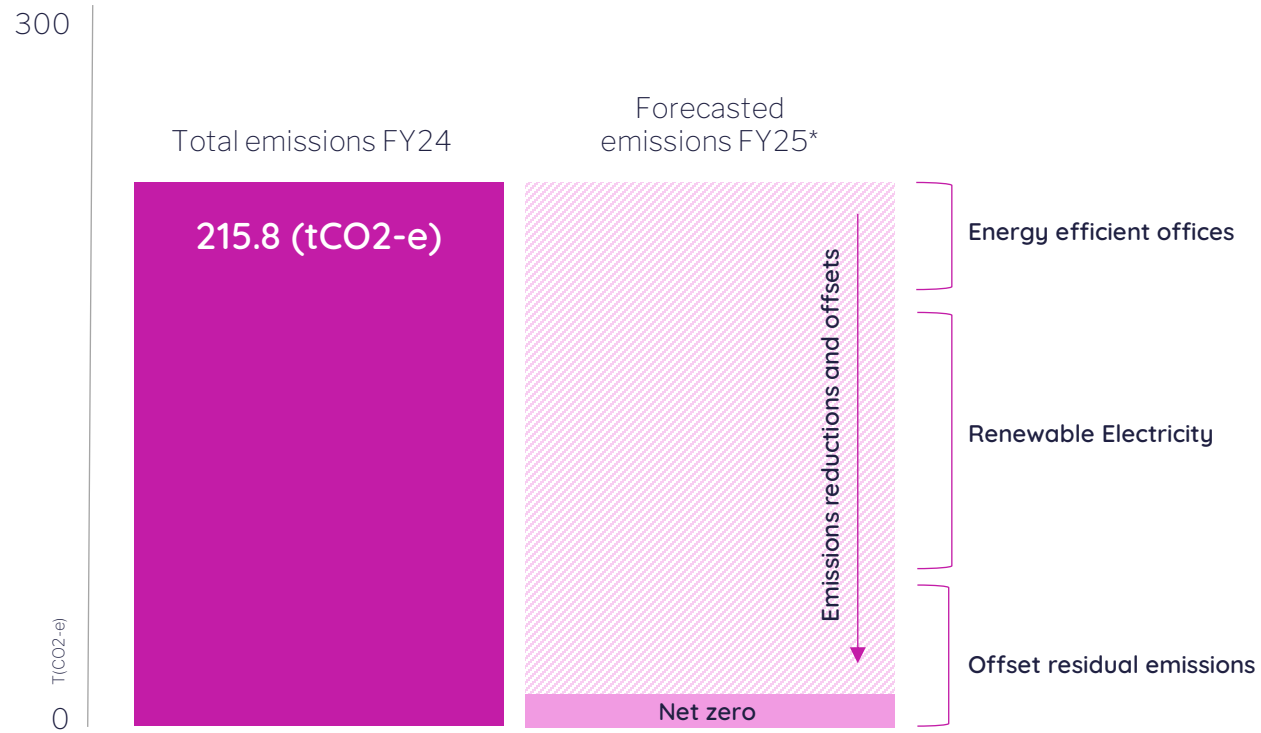 300
Total emissions FY24
Forecasted
emissions FY25*
215.8 (tCO2-e)
Emissions reductions and offsets
Energy efficient offices
Renewable Electricity
Offset residual emissions
Net zero
T(CO2-e)
0